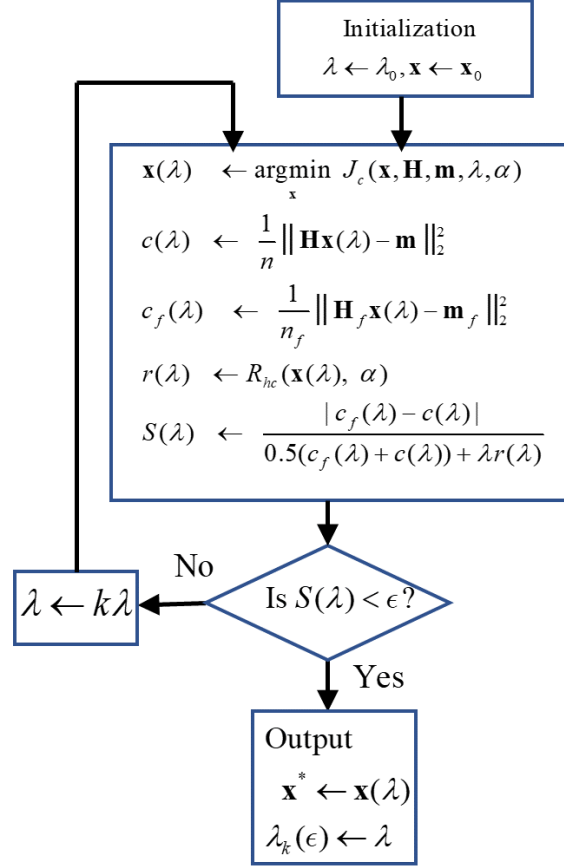 Initialization
λ ← λ₀, x ← x₀
x(λ) ← argmin J_c(x, H, m, λ, α)
x
c(λ) ← 1/n ‖ Hx(λ) − m ‖₂²
c_f(λ) ← 1/n_f ‖ H_f x(λ) − m_f ‖₂²
r(λ) ← R_hc(x(λ), α)
S(λ) ← | c_f(λ) − c(λ) | / 0.5(c_f(λ) + c(λ)) + λr(λ)
No
λ ← kλ
Is S(λ) < ϵ?
Yes
Output
x* ← x(λ)
λ_k(ϵ) ← λ